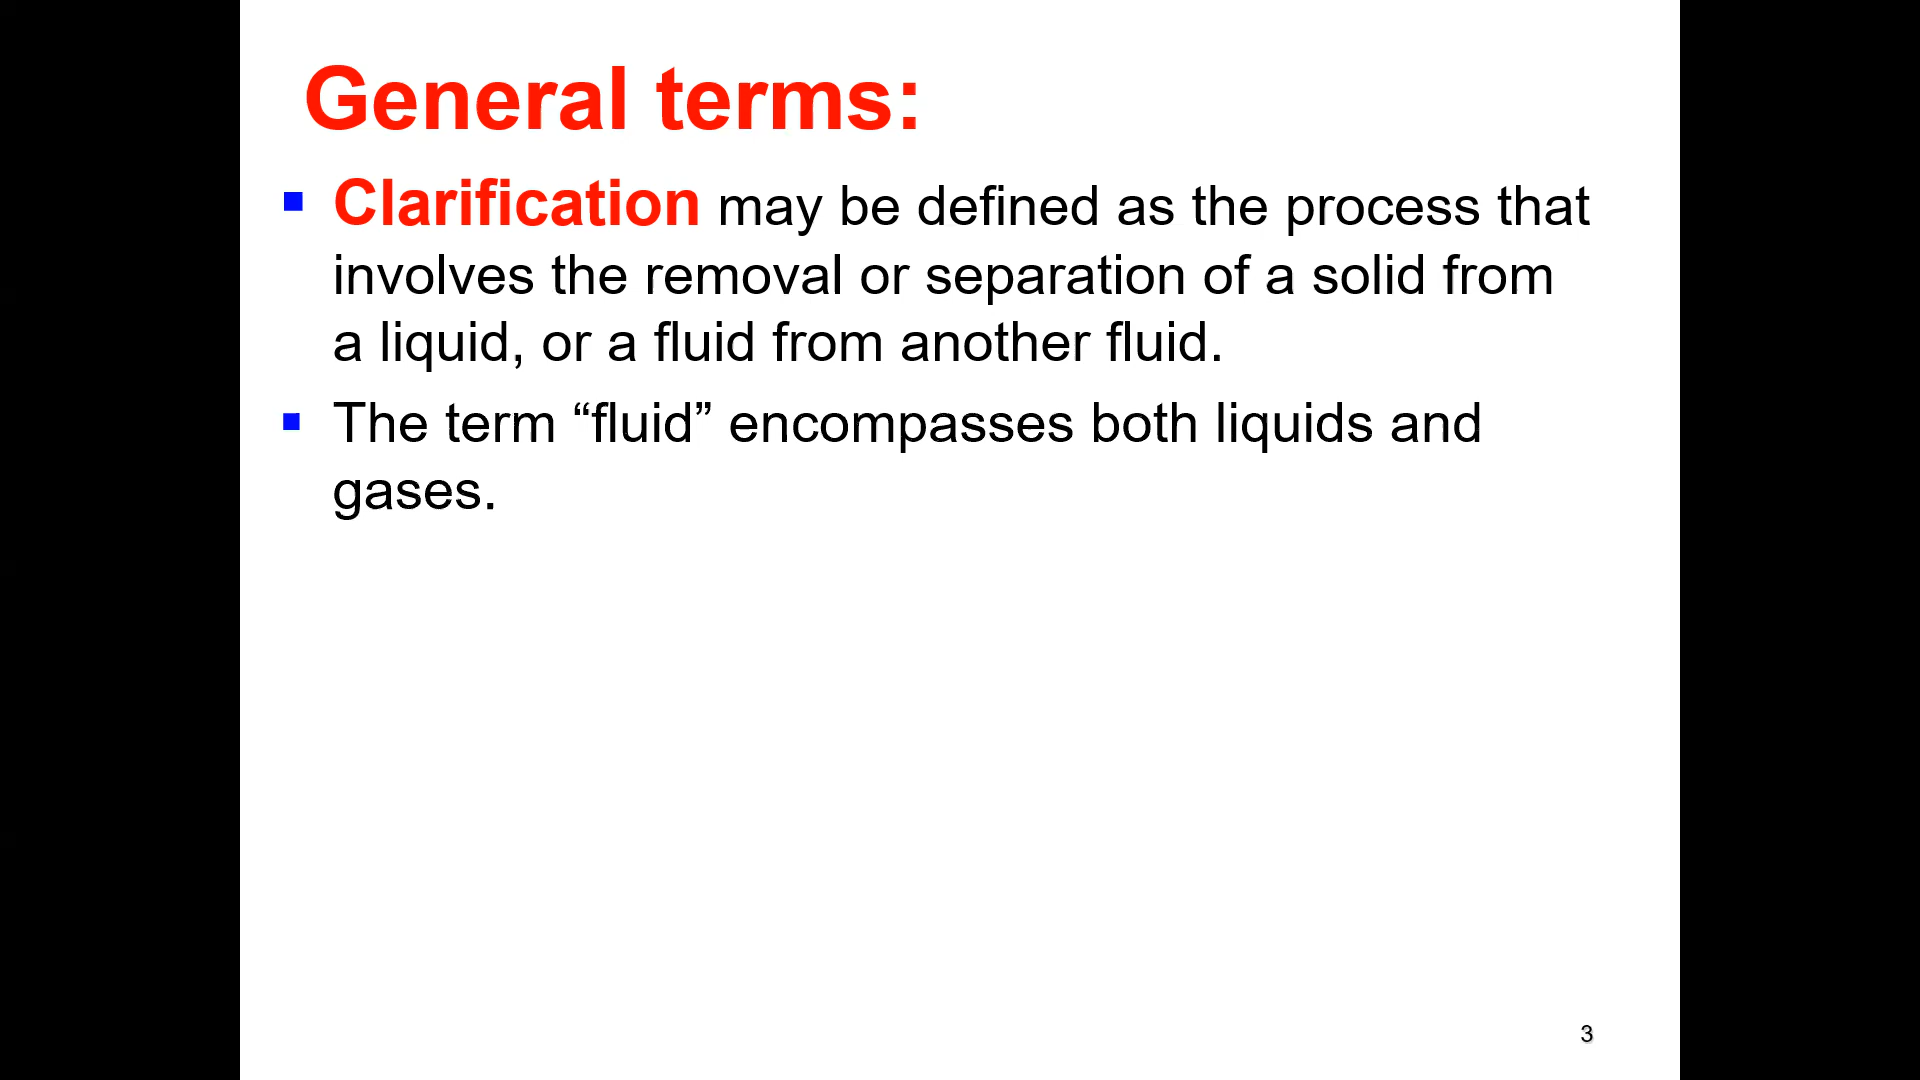 General terms:
Clarification may be defined as the process that
involves the removal or separation of a solid from
a liquid, or a fluid from another fluid.
The term “fluid” encompasses both liquids and
gases.
3